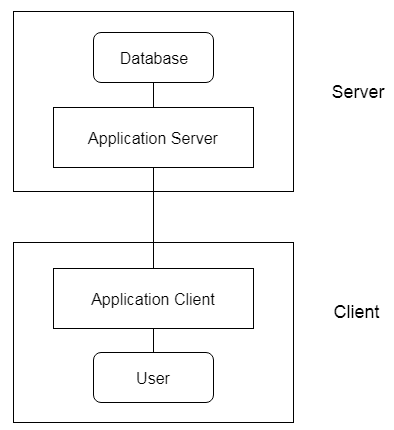 Database
Server
Application Server
Application Client
Client
User